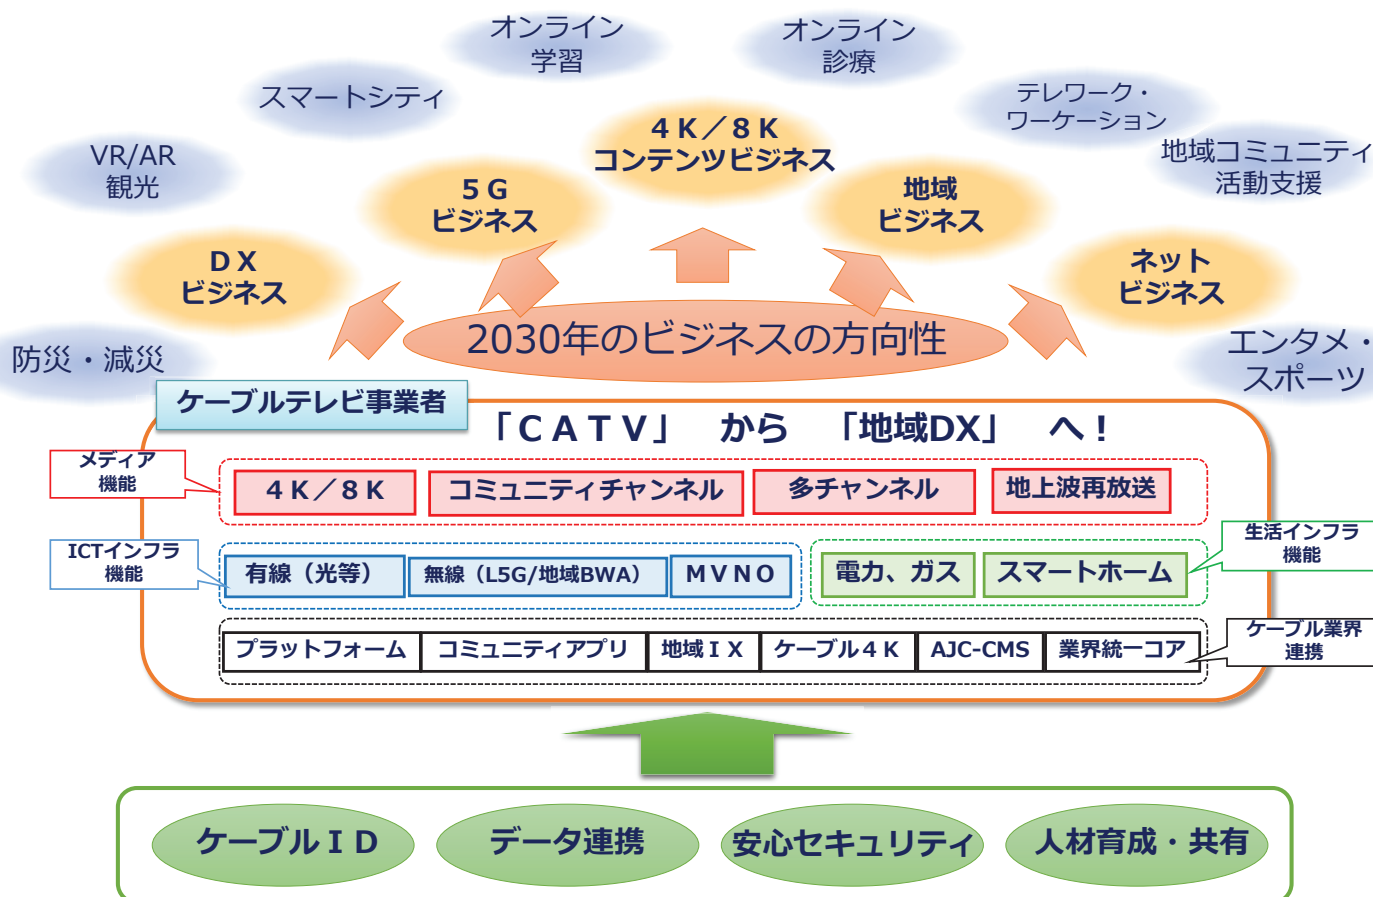 オンライン
学習
オンライン
診療
スマートシティ
テレワーク・
ワーケーション
VR/AR
観光
4K／8K
コンテンツビジネス
地域コミュニティ
活動支援
5G
ビジネス
地域
ビジネス
DX
ビジネス
ネット
ビジネス
防災・減災
2030年のビジネスの方向性
エンタメ・
スポーツ
ケーブルテレビ事業者
「CATV」 から 「地域DX」 へ！
メディア
機能
4K／8K
コミュニティチャンネル
多チャンネル
地上波再放送
ICTインフラ
機能
有線（光等）
無線（L5G/地域BWA）
MVNO
電力、ガス
スマートホーム
生活インフラ
機能
プラットフォーム
コミュニティアプリ
地域IX
ケーブル4K
AJC-CMS
業界統一コア
ケーブル業界
連携
ケーブルID
データ連携
安心セキュリティ
人材育成・共有